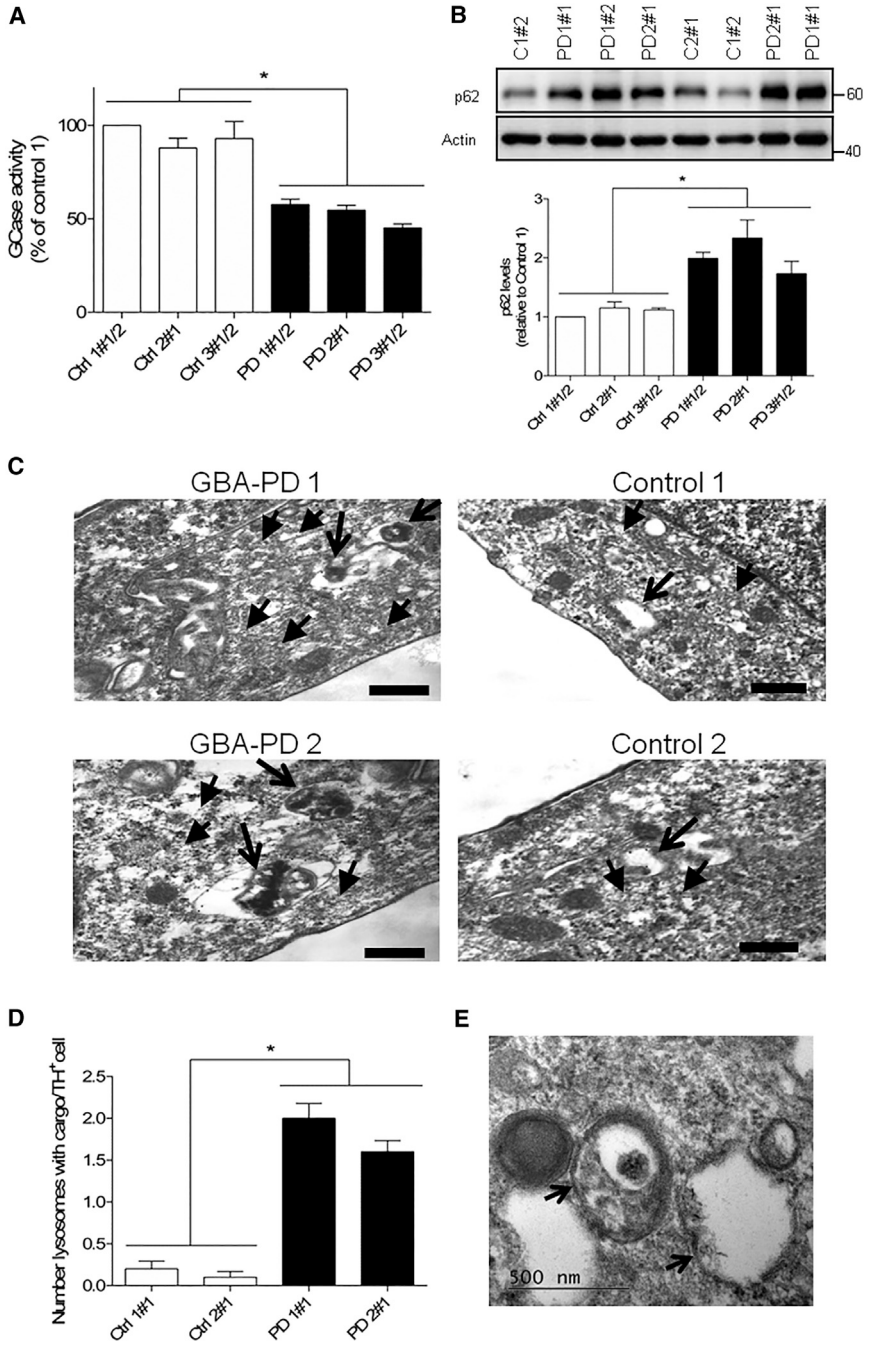 A
GCase activity
(% of control 1)
100
50
0
*
Ctrl 1#1/2
Ctrl 2#1
Ctrl 3#1/2
PD 1#1/2
PD 2#1
PD 3#1/2
B
C1#2
PD1#1
PD1#2
PD2#1
C2#1
C1#2
PD2#1
PD1#1
p62
60
Actin
40
p62 levels
(relative to Control 1)
3
2
1
0
*
Ctrl 1#1/2
Ctrl 2#1
Ctrl 3#1/2
PD 1#1/2
PD 2#1
PD 3#1/2
C
GBA-PD 1
Control 1
GBA-PD 2
Control 2
D
Number lysosomes with cargo/TH+cell
2.5
2.0
1.5
1.0
0.5
0.0
*
Ctrl 1#1
Ctrl 2#1
PD 1#1
PD 2#1
E
500 nm